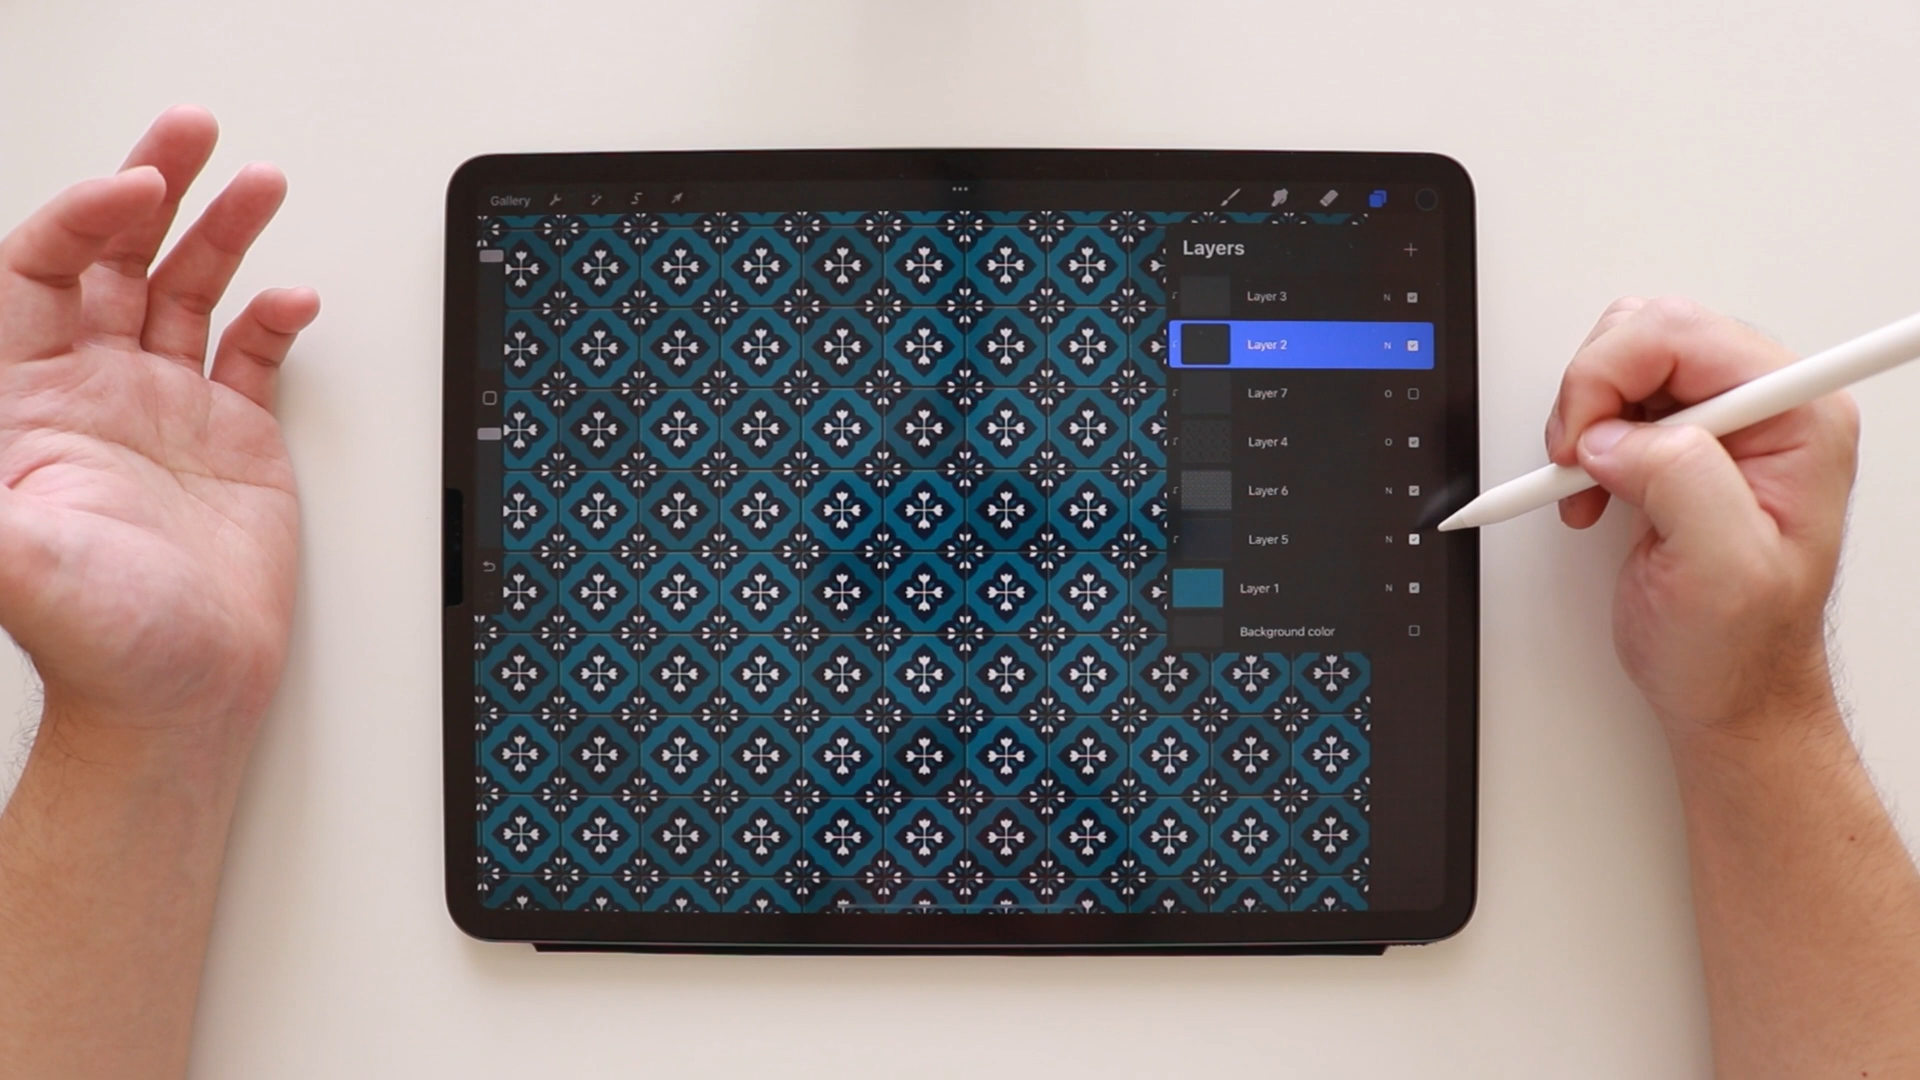 Gallery
Layers
Layer 3 N
Layer 2 N
Layer 7 O
Layer 4 O
Layer 6 N
Layer 5 N
Layer 1 N
Background color